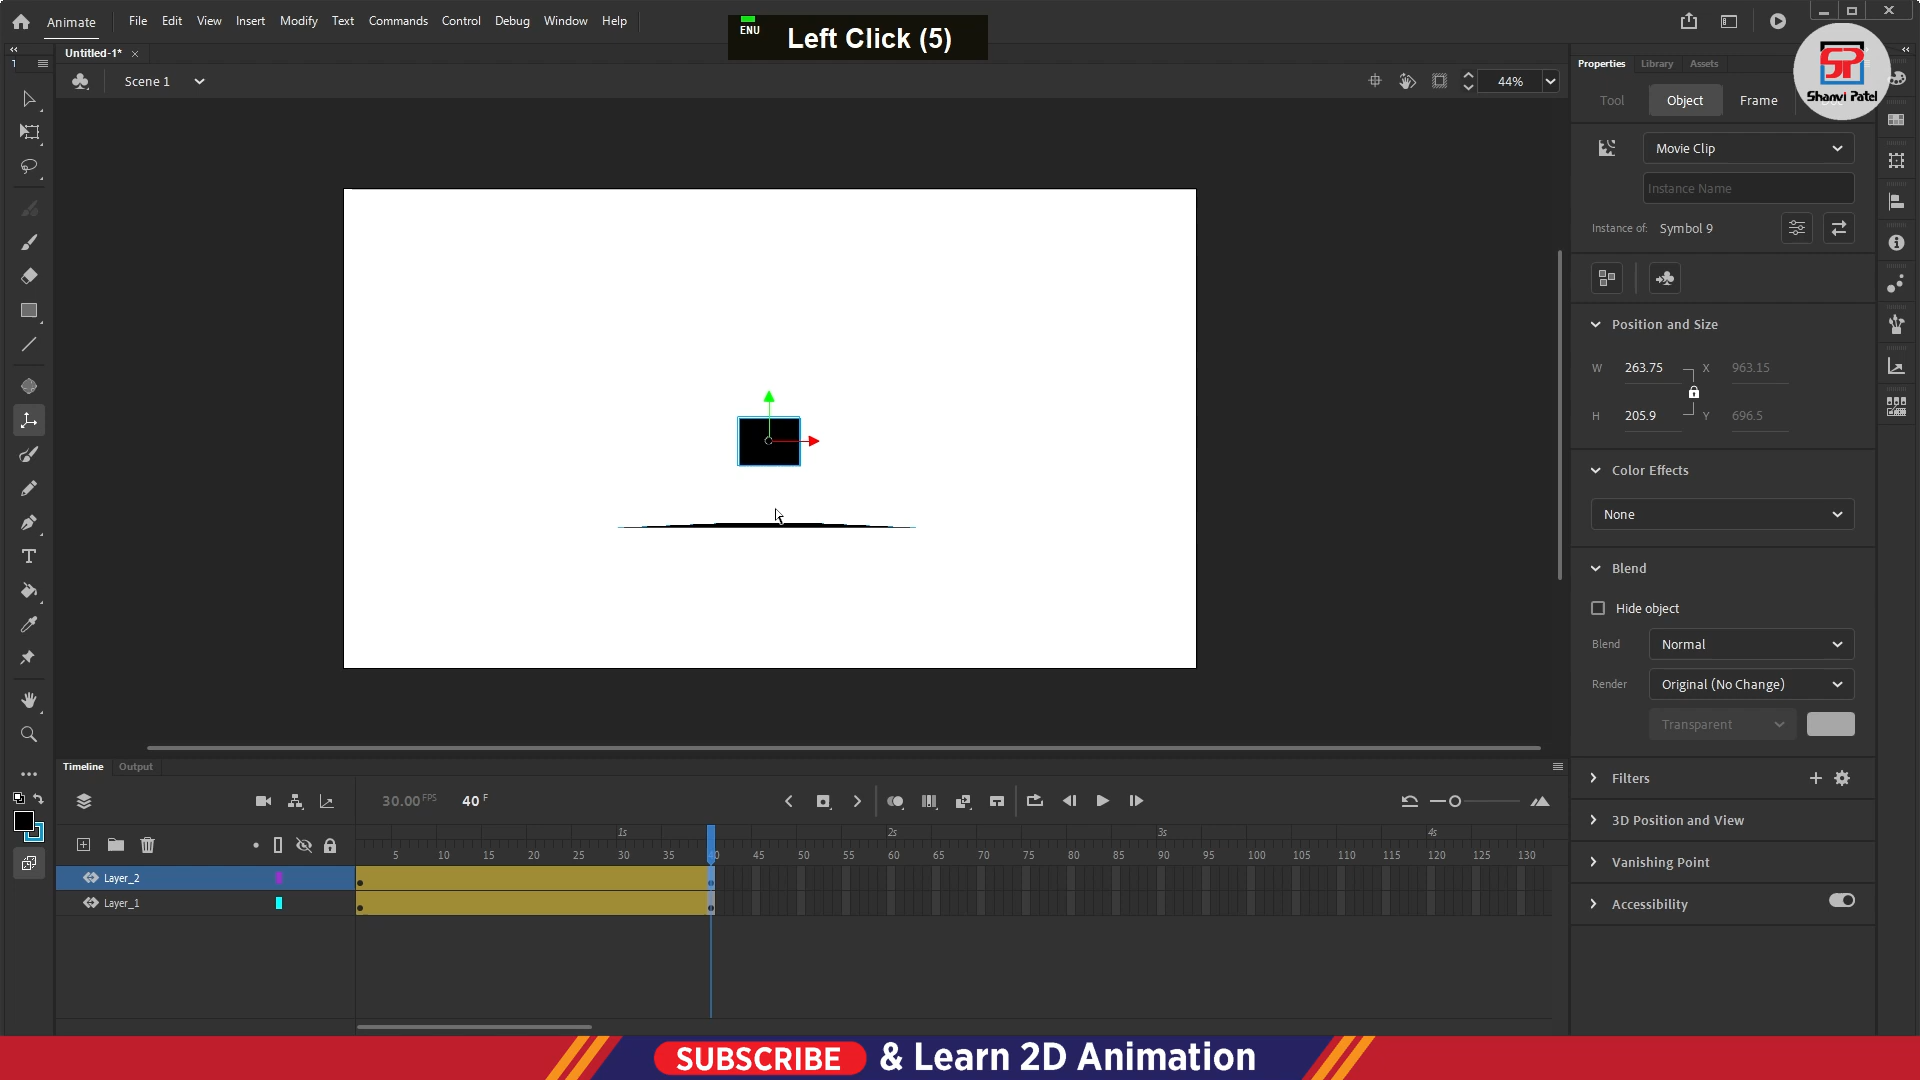 Animate
File Edit View Insert Modify Text Commands Control Debug Window Help
ENU
Left Click (5)
Untitled-1*
Scene 1
44%
Properties Library Assets
SP
Shanvi Patel
Tool Object Frame
Movie Clip
Instance Name
Instance of: Symbol 9
Position and Size
W 263.75 X 963.15
H 205.9 Y 696.5
Color Effects
None
Blend
Hide object
Blend Normal
Render Original (No Change)
Transparent
Filters
3D Position and View
Vanishing Point
Accessibility
Timeline Output
30.00 FPS 40 F
1s 2s 3s 4s
5 10 15 20 25 30 35 40 45 50 55 60 65 70 75 80 85 90 95 100 105 110 115 120 125 130
Layer_2
Layer_1
SUBSCRIBE & Learn 2D Animation